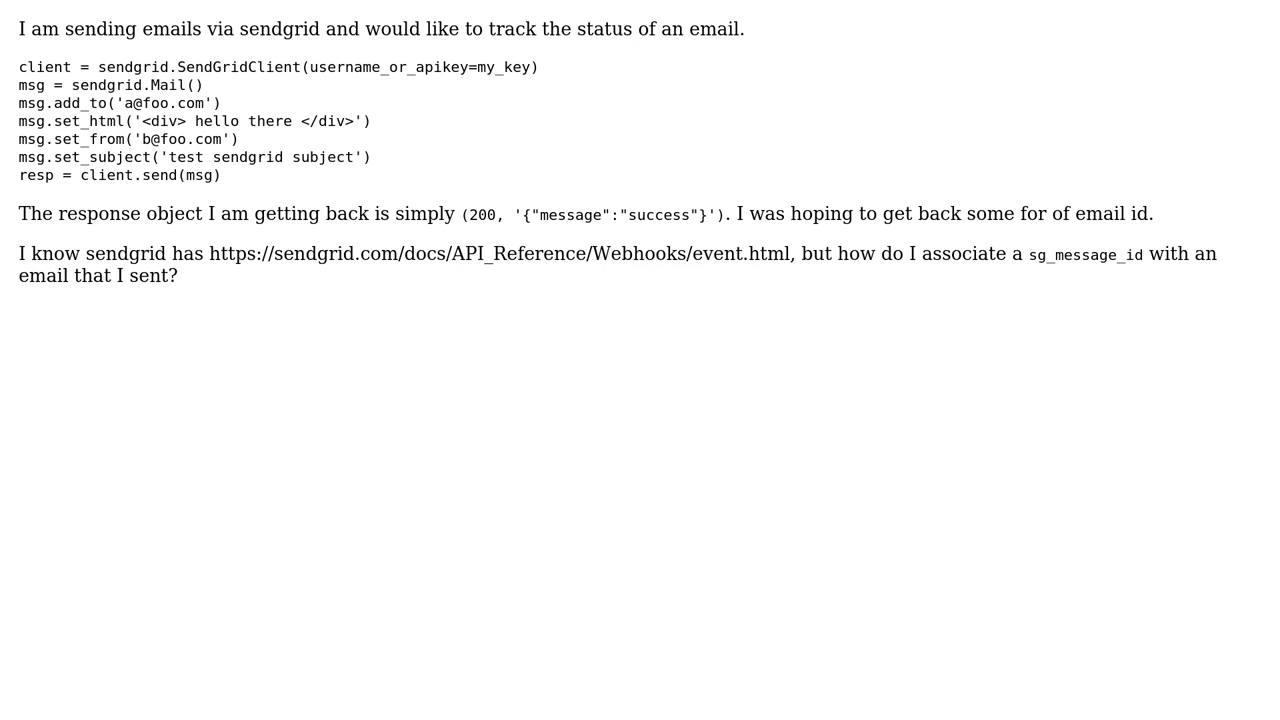 I am sending emails via sendgrid and would like to track the status of an email.
client = sendgrid.SendGridClient(username_or_apikey=my_key)
msg = sendgrid.Mail()
msg.add_to('a@foo.com')
msg.set_html('<div> hello there </div>')
msg.set_from('b@foo.com')
msg.set_subject('test sendgrid subject')
resp = client.send(msg)
The response object I am getting back is simply (200, '{"message":"success"}'). I was hoping to get back some for of email id.
I know sendgrid has https://sendgrid.com/docs/API_Reference/Webhooks/event.html, but how do I associate a sg_message_id with an
email that I sent?